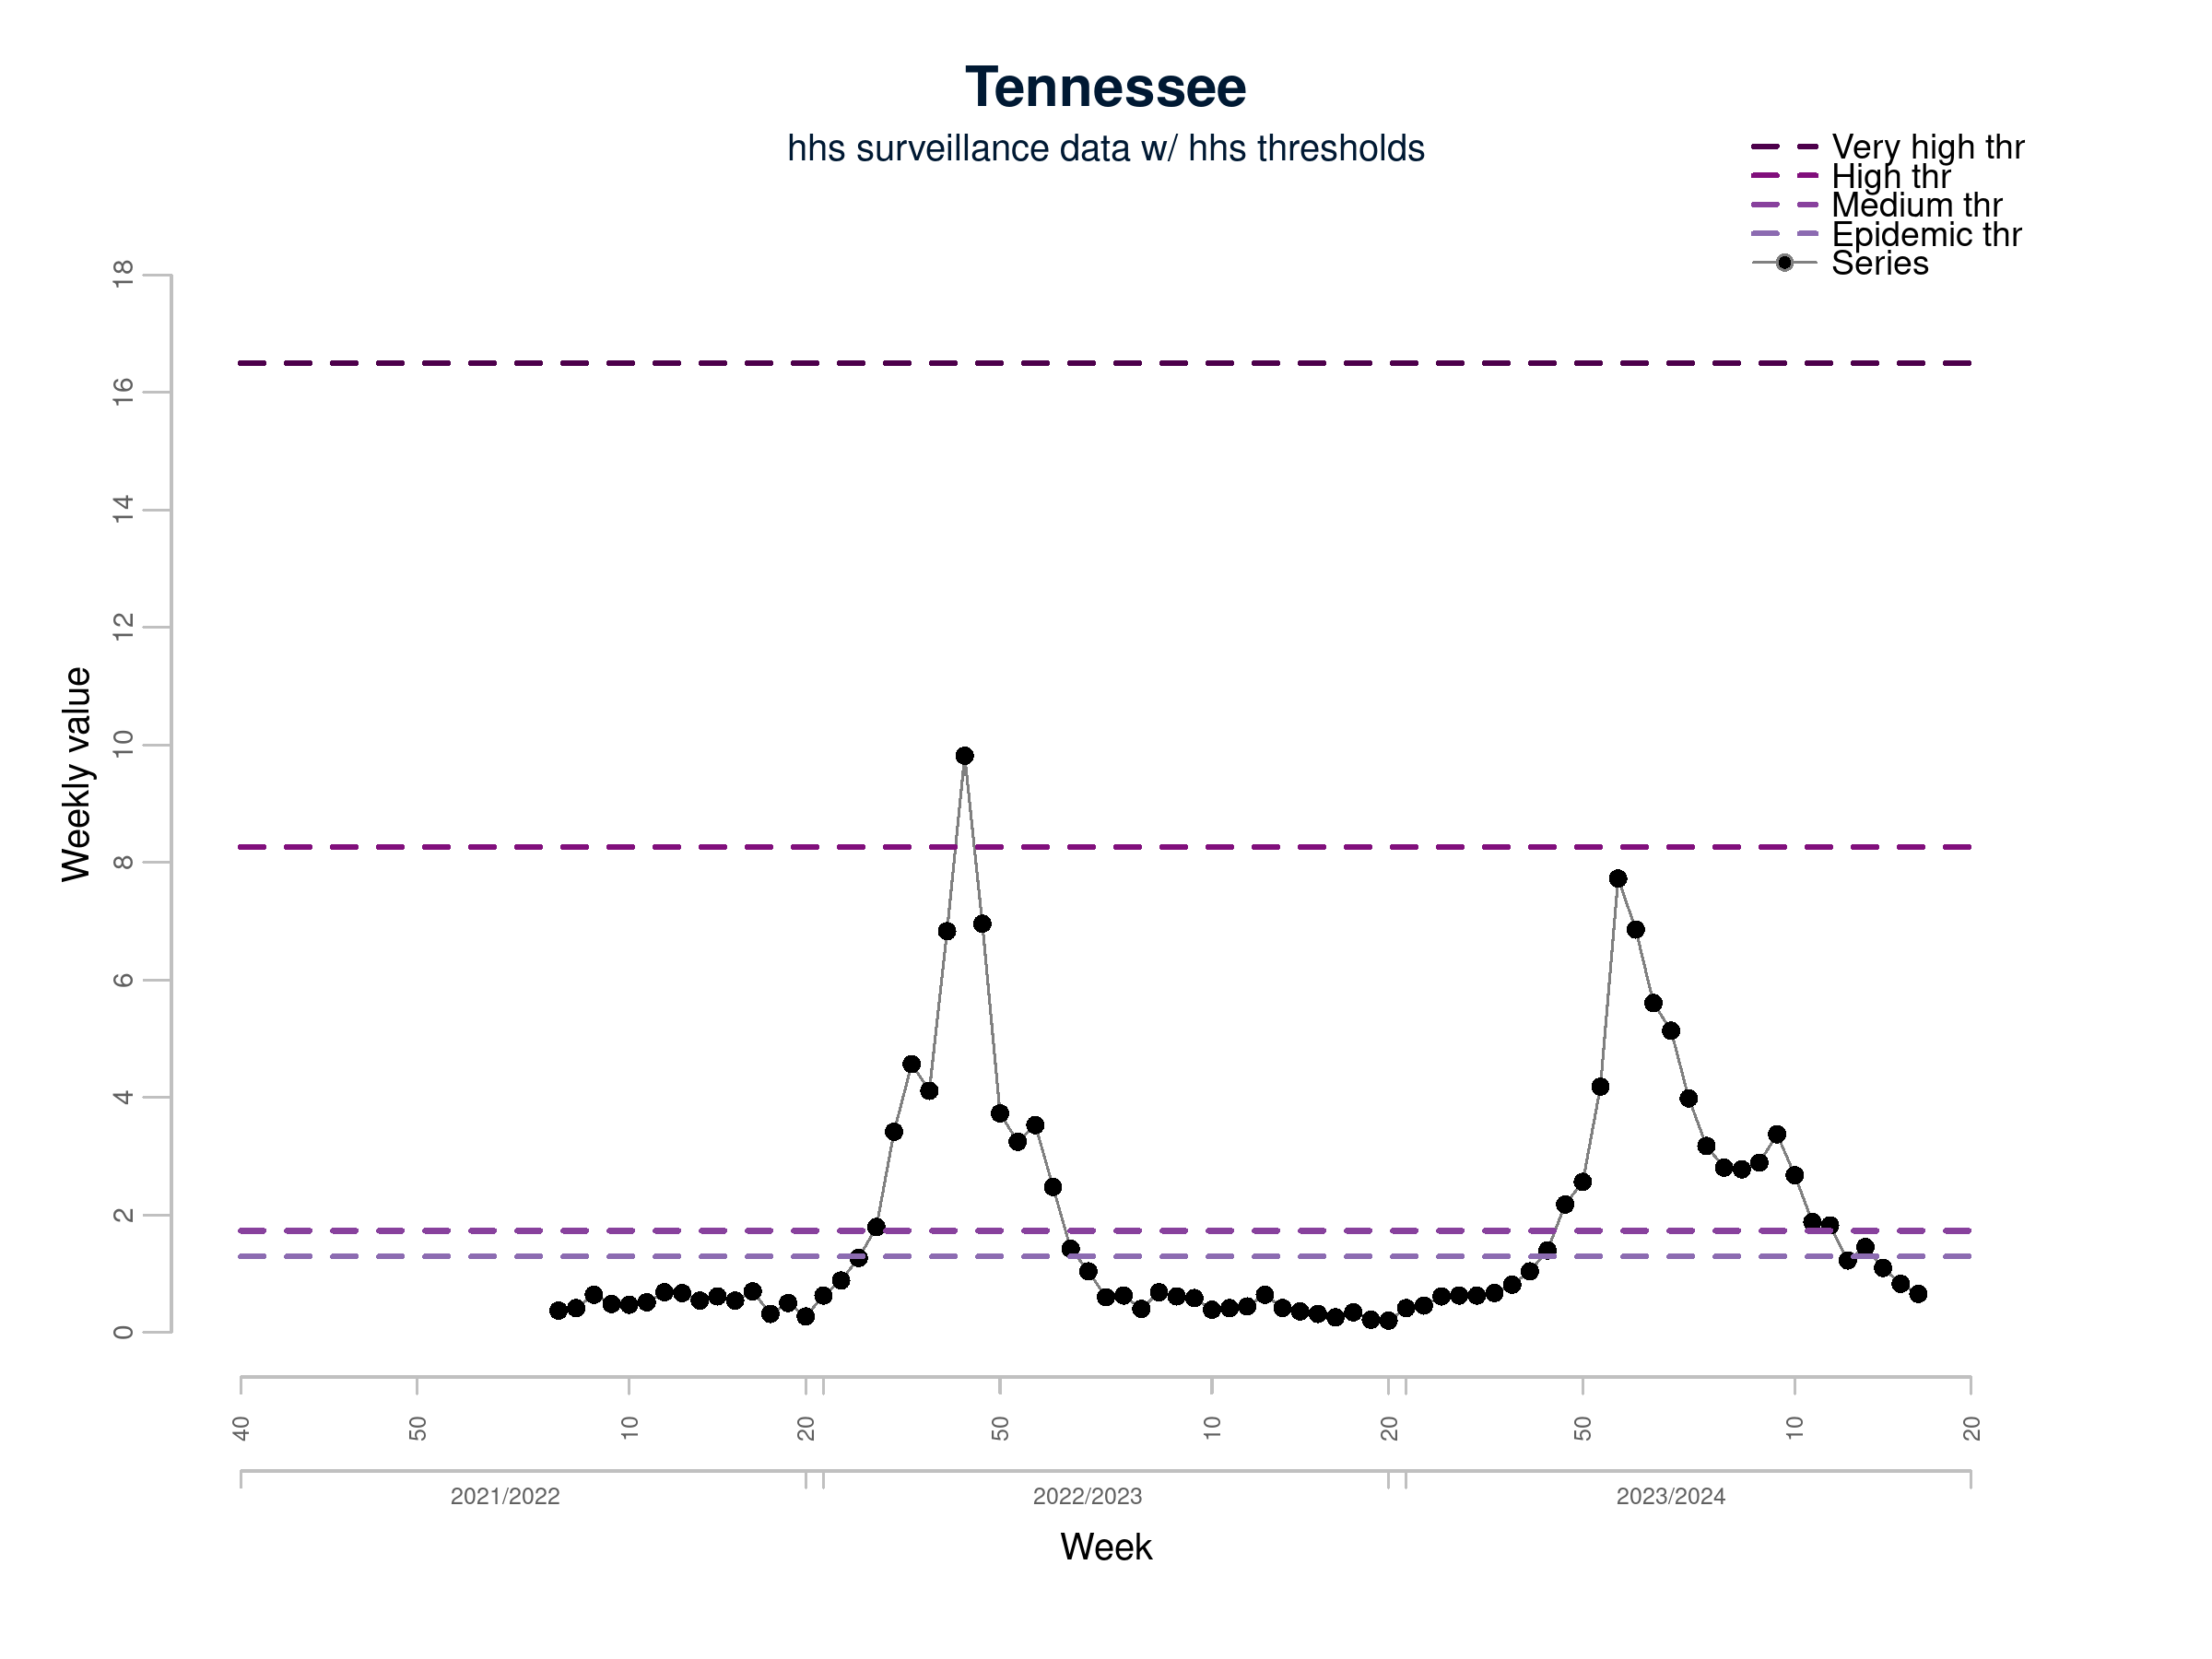 Tennessee
hhs surveillance data w/ hhs thresholds
Very high thr
High thr
Medium thr
Epidemic thr
Series
Weekly value
18
16
14
12
10
8
6
4
2
0
40 50 10 20 50 10 20 50 10 20
2021/2022 2022/2023 2023/2024
Week